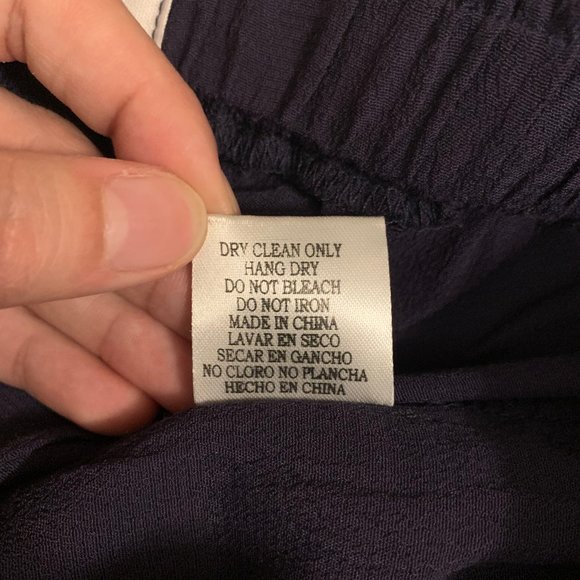 DRY CLEAN ONLY
HANG DRY
DO NOT BLEACH
DO NOT IRON
MADE IN CHINA
LAVAR EN SECO
SECAR EN GANCHO
NO CLORO NO PLANCHA
HECHO EN CHINA